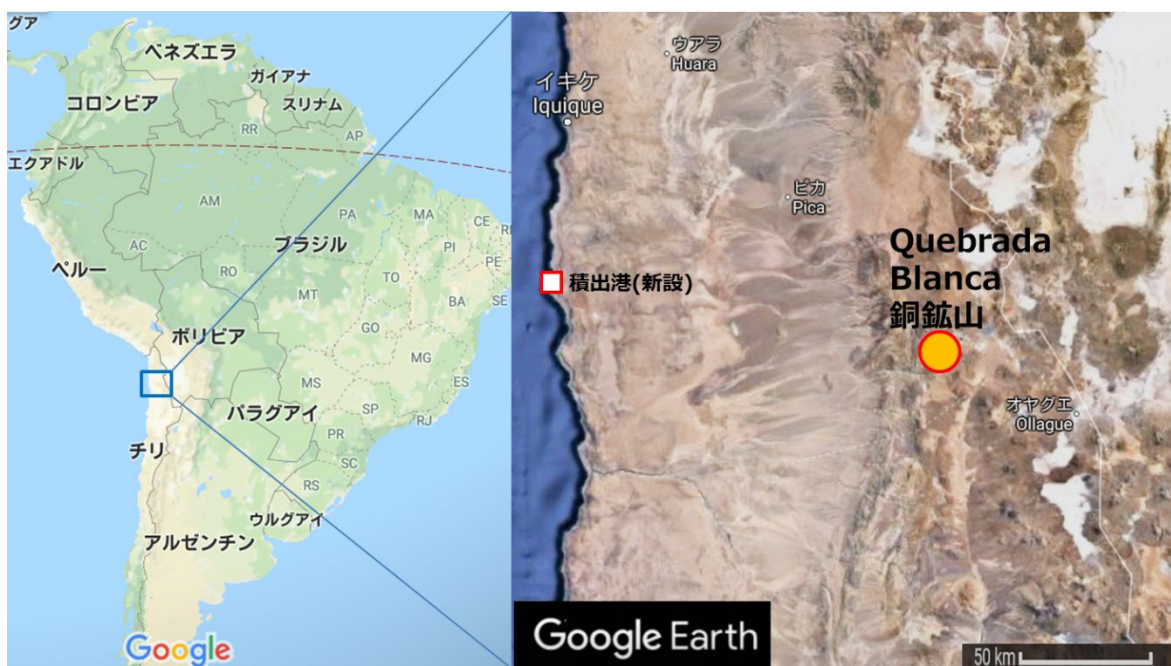 グア
ベネズエラ
ガイアナ
コロンビア
スリナム
RR
AP
エクアドル
AM
PA
MA
CE
PI
PE
AC
ブラジル
TO
ペルー
RO
SE
MT
BA
GO
ボリビア
MG
MS
ES
SP
パラグアイ
RJ
PR
チリ
SC
RS
ウルグアイ
アルゼンチン
Google
ウアラ
Huara
イキケ
Iquique
ピカ
Pica
Quebrada
Blanca
銅鉱山
積出港(新設)
オヤグエ
Ollague
Google Earth
50 km